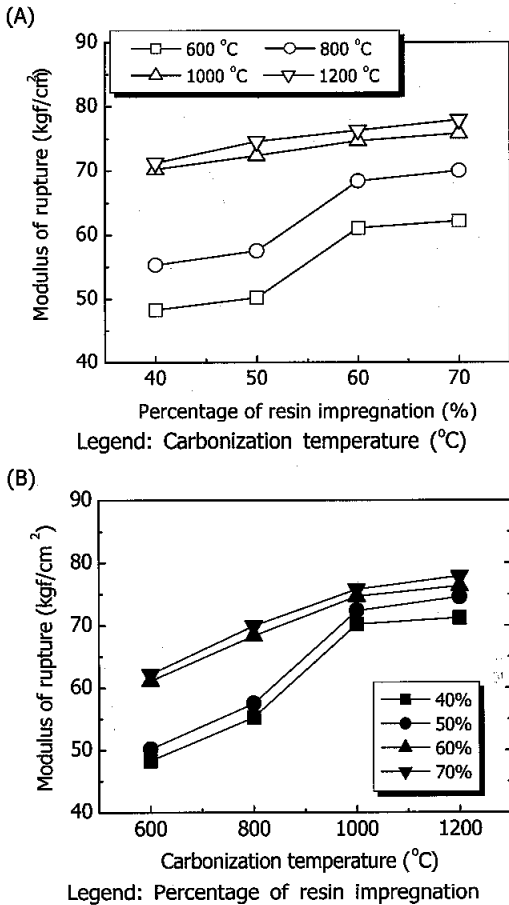 (A)
90
80
70
60
50
40
Modulus of rupture (kgf/cm²)
600 °C
800 °C
1000 °C
1200 °C
40 50 60 70
Percentage of resin impregnation (%)
Legend: Carbonization temperature (°C)
(B)
90
80
70
60
50
40
Modulus of rupture (kgf/cm²)
40%
50%
60%
70%
600 800 1000 1200
Carbonization temperature (°C)
Legend: Percentage of resin impregnation